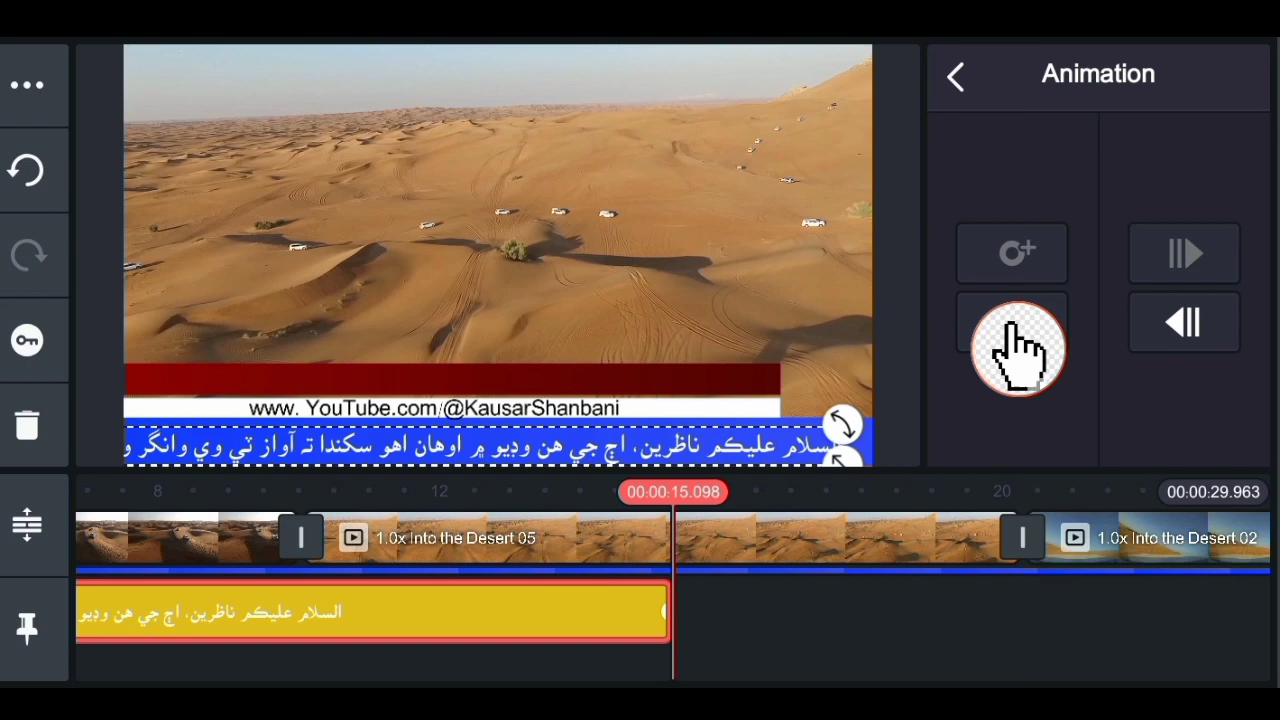 Animation
www. YouTube.com/@KausarShanbani
السلام عليڪم ناظرين، اڄ جي هن وڊيو ۾ اوهان اهو سکندا ته آواز ٽي وي وانگر و
8
12
00:00:15.098
20
00:00:29.963
1.0x Into the Desert 05
1.0x Into the Desert 02
السلام عليڪم ناظرين، اڄ جي هن وڊيو